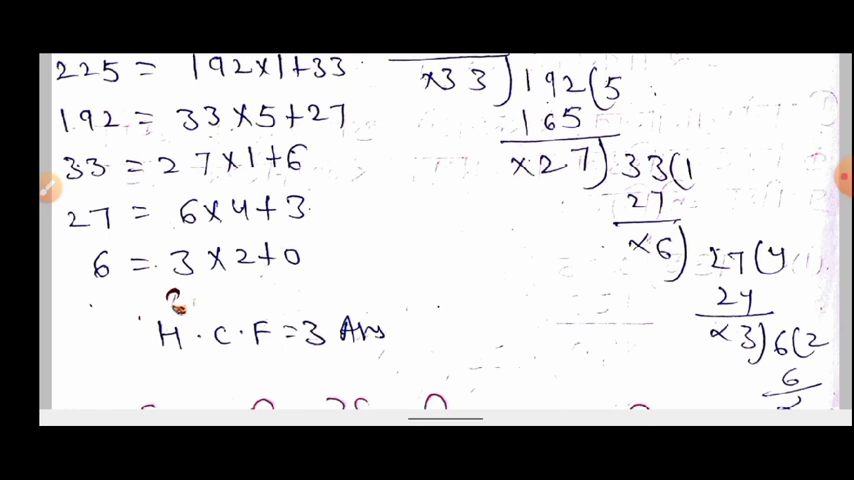 225 = 192×1+33
192 = 33×5+27
33 = 27×1+6
27 = 6×4+3
6 = 3×2+0
H.C.F = 3 Ans
×33)192(5
165
×27)33(1
27
×6)27(4
24
×3)6(2
6